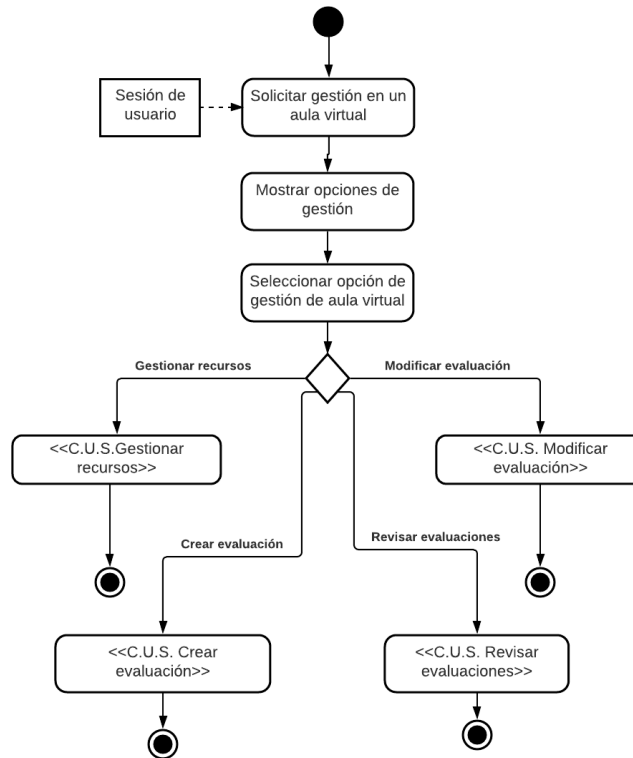 Sesión de
usuario
Solicitar gestión en un
aula virtual
Mostrar opciones de
gestión
Seleccionar opción de
gestión de aula virtual
Gestionar recursos
Modificar evaluación
<<C.U.S.Gestionar
recursos>>
<<C.U.S. Modificar
evaluación>>
Crear evaluación
Revisar evaluaciones
<<C.U.S. Crear
evaluación>>
<<C.U.S. Revisar
evaluaciones>>